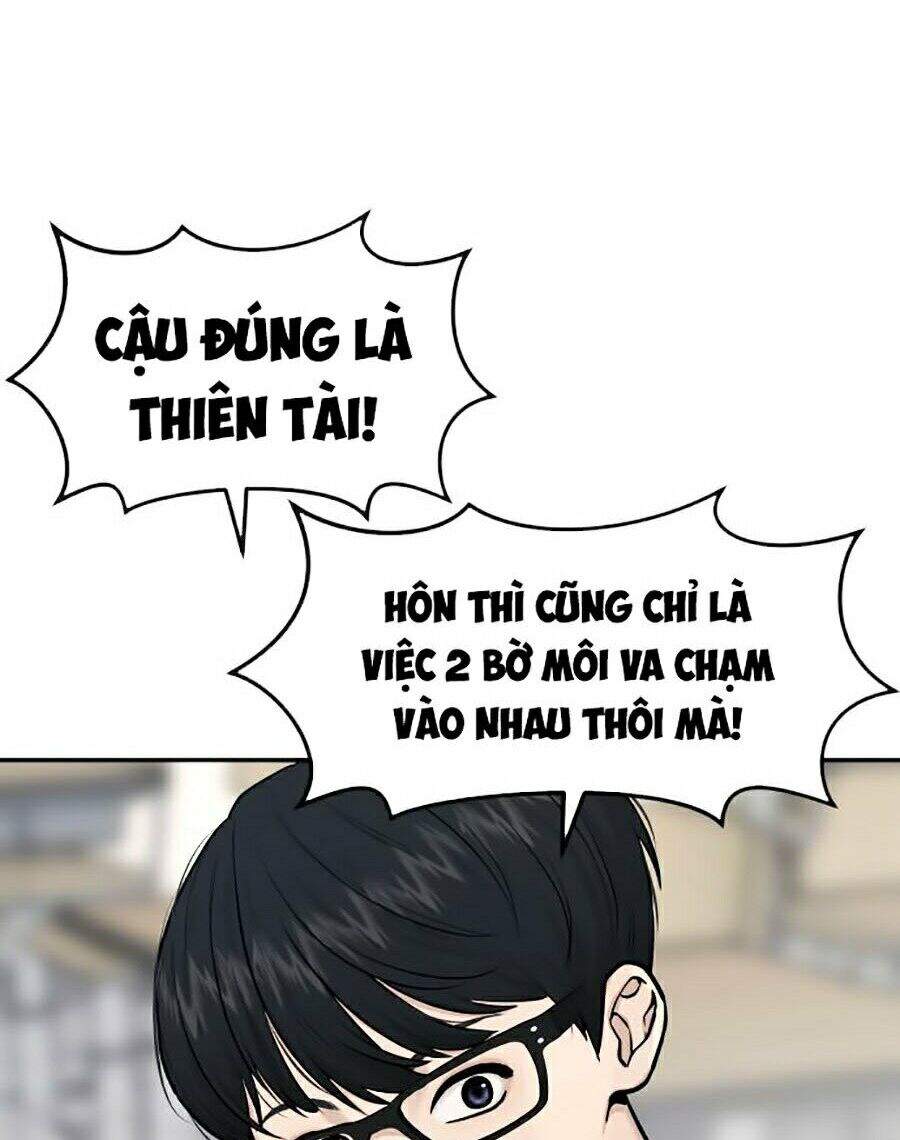 CẬU ĐÚNG LÀ
THIÊN TÀI!
HÔN THÌ CŨNG CHỈ LÀ
VIỆC 2 BỜ MÔI VA CHẠM
VÀO NHAU THÔI MÀ!